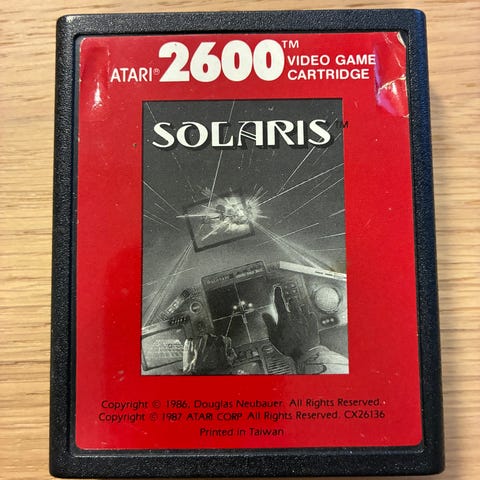 ATARI® 2600™ VIDEO GAME
CARTRIDGE
SOLARIS™
Copyright © 1986, Douglas Neubauer. All Rights Reserved.
Copyright © 1987 ATARI CORP. All Rights Reserved. CX26136
Printed in Taiwan